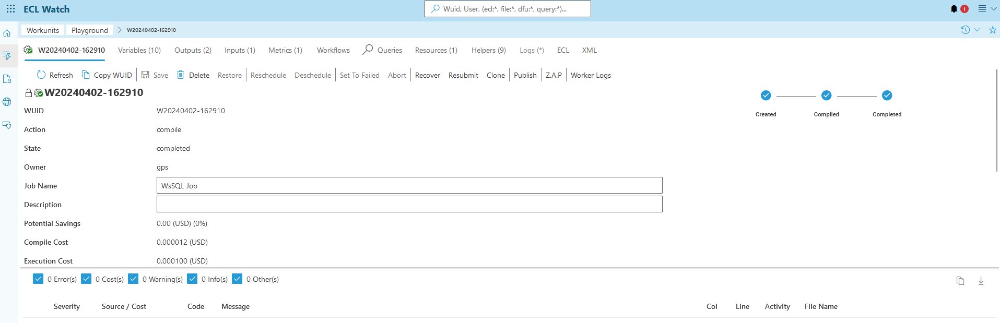 ECL Watch
Wuid, User, (ecl:*, file:*, dfu:*, query:*)...
1
Workunits Playground W20240402-162910
W20240402-162910 Variables (10) Outputs (2) Inputs (1) Metrics (1) Workflows Queries Resources (1) Helpers (9) Logs (*) ECL XML
Refresh Copy WUID Save Delete Restore Reschedule Deschedule Set To Failed Abort Recover Resubmit Clone Publish Z.A.P Worker Logs
W20240402-162910
Created Compiled Completed
WUID W20240402-162910
Action compile
State completed
Owner gps
Job Name WsSQL Job
Description
Potential Savings 0.00 (USD) (0%)
Compile Cost 0.000012 (USD)
Execution Cost 0.000100 (USD)
0 Error(s) 0 Cost(s) 0 Warning(s) 0 Info(s) 0 Other(s)
Severity Source / Cost Code Message Col Line Activity File Name